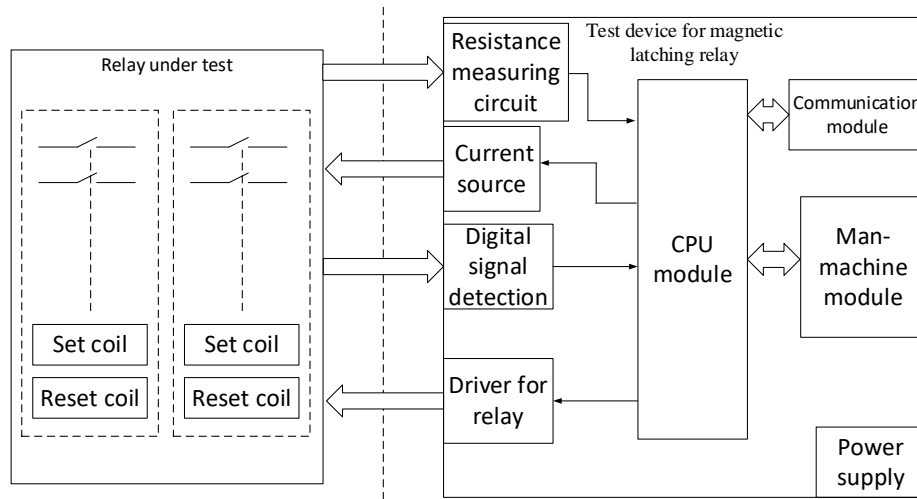 Relay under test
Set coil
Reset coil
Set coil
Reset coil
Test device for magnetic
latching relay
Resistance
measuring
circuit
Current
source
Digital
signal
detection
Driver for
relay
CPU
module
Communication
module
Man-
machine
module
Power
supply